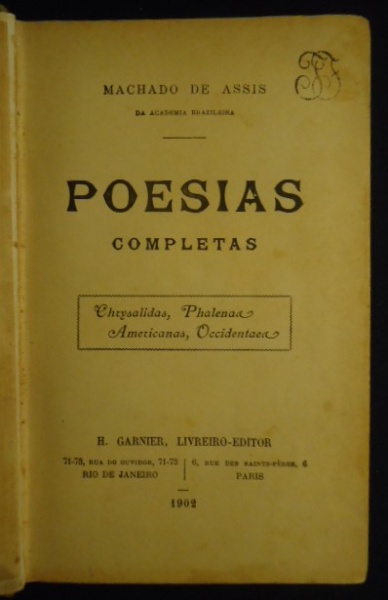 MACHADO DE ASSIS
DA ACADEMIA BRAZILEIRA
POESIAS
COMPLETAS
Chrysalidas, Phalenas
Americanas, Occidentaes
H. GARNIER, LIVREIRO-EDITOR
71-73, RUA DO OUVIDOR, 71-73
RIO DE JANEIRO
6, RUE DES SAINTS-PÈRES, 6
PARIS
1902